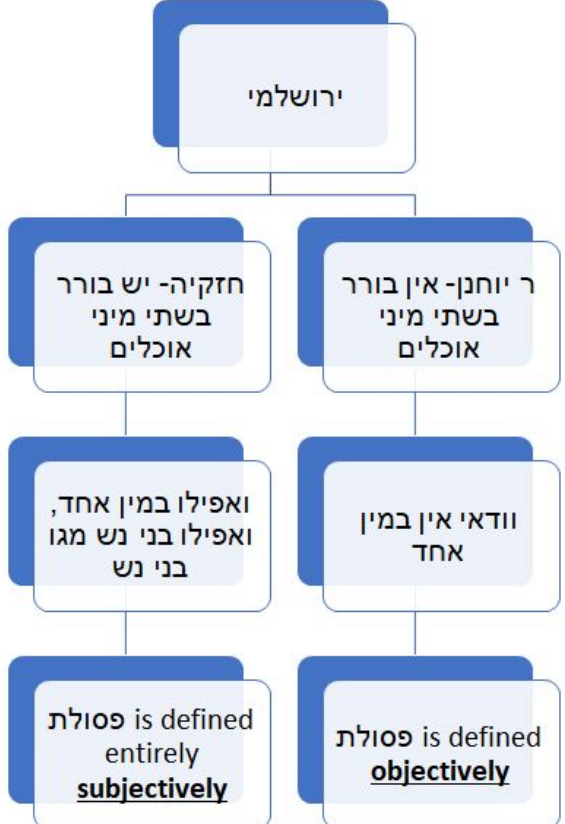 ירושלמי
ר יוחנן- אין בורר
בשתי מיני
אוכלים
חזקיה- יש בורר
בשתי מיני
אוכלים
וודאי אין במין
אחד
ואפילו במין אחד,
ואפילו בני נש מגו
בני נש
פסולת is defined
objectively
פסולת is defined
entirely
subjectively